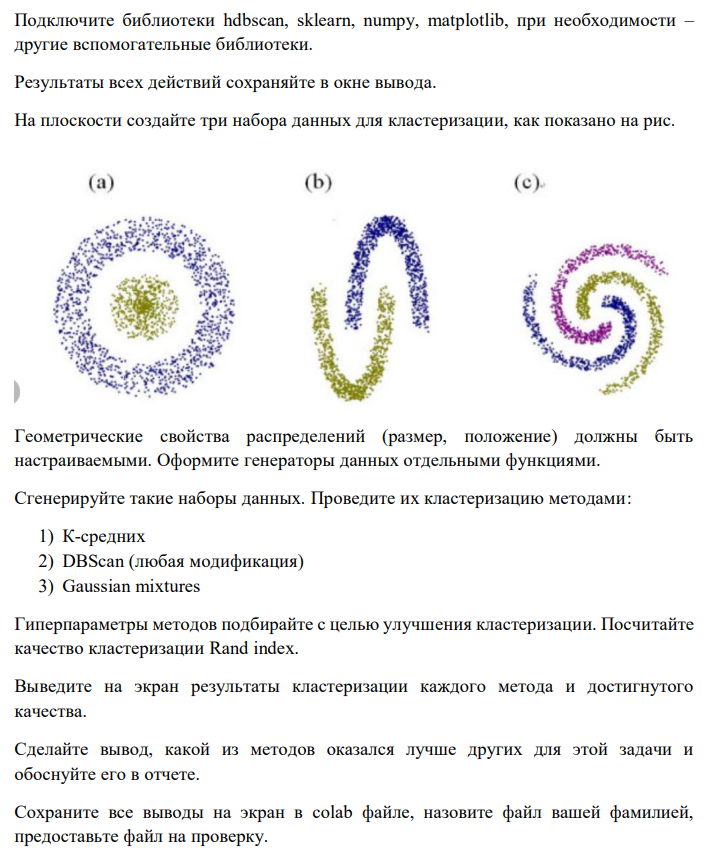 Подключите библиотеки hdbscan, sklearn, numpy, matplotlib, при необходимости –
другие вспомогательные библиотеки.
Результаты всех действий сохраняйте в окне вывода.
На плоскости создайте три набора данных для кластеризации, как показано на рис.
(a) (b) (c)
Геометрические свойства распределений (размер, положение) должны быть
настраиваемыми. Оформите генераторы данных отдельными функциями.
Сгенерируйте такие наборы данных. Проведите их кластеризацию методами:
1) К-средних
2) DBScan (любая модификация)
3) Gaussian mixtures
Гиперпараметры методов подбирайте с целью улучшения кластеризации. Посчитайте
качество кластеризации Rand index.
Выведите на экран результаты кластеризации каждого метода и достигнутого
качества.
Сделайте вывод, какой из методов оказался лучше других для этой задачи и
обоснуйте его в отчете.
Сохраните все выводы на экран в colab файле, назовите файл вашей фамилией,
предоставьте файл на проверку.